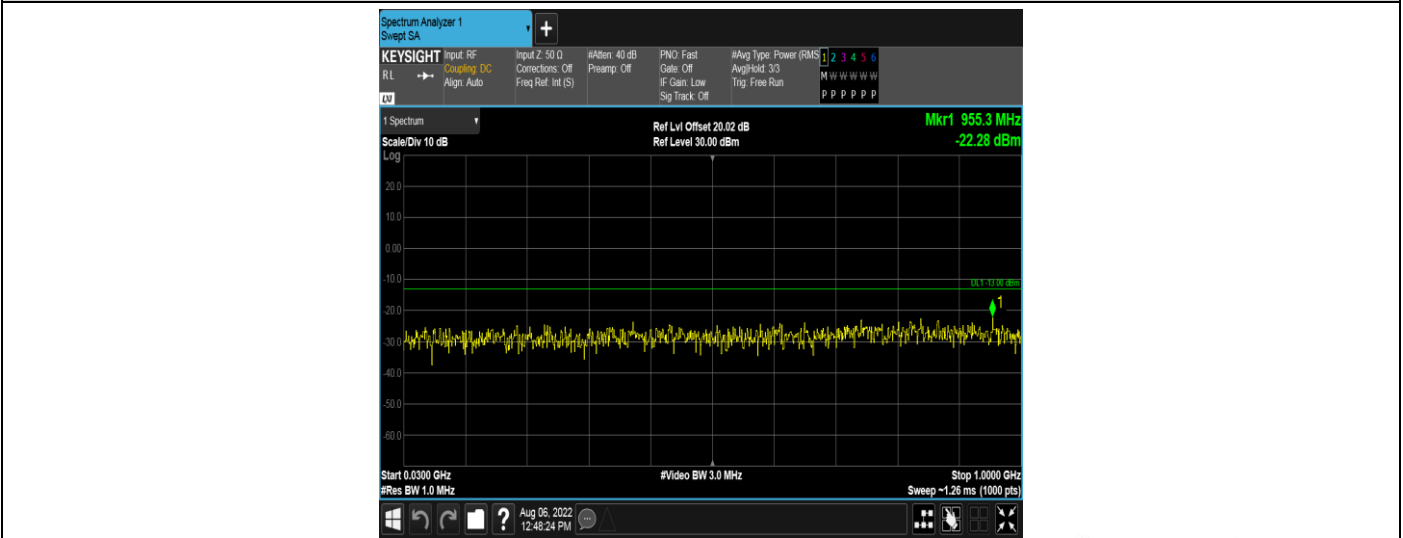 Spectrum Analyzer 1
Swept SA
+
KEYSIGHT
RL
LXI
Input: RF
Coupling: DC
Align: Auto
Input Z: 50 Ω
Corrections: Off
Freq Ref: Int (S)
#Atten: 40 dB
Preamp: Off
PNO: Fast
Gate: Off
IF Gain: Low
Sig Track: Off
#Avg Type: Power (RMS
Avg|Hold: 3/3
Trig: Free Run
1 2 3 4 5 6
M W W W W W
P P P P P P
1 Spectrum
Scale/Div 10 dB
Log
Ref Lvl Offset 20.02 dB
Ref Level 30.00 dBm
Mkr1 955.3 MHz
-22.28 dBm
20.0
10.0
0.00
-10.0
DL1 -13.00 dBm
-20.0
1
-30.0
-40.0
-50.0
-60.0
Start 0.0300 GHz
#Video BW 3.0 MHz
Stop 1.0000 GHz
#Res BW 1.0 MHz
Sweep ~1.26 ms (1000 pts)
?
Aug 06, 2022
12:48:24 PM